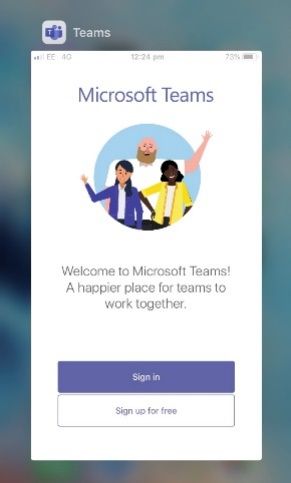 Teams
EE 4G 12:24 pm 73%
Microsoft Teams
Welcome to Microsoft Teams!
A happier place for teams to
work together.
Sign in
Sign up for free